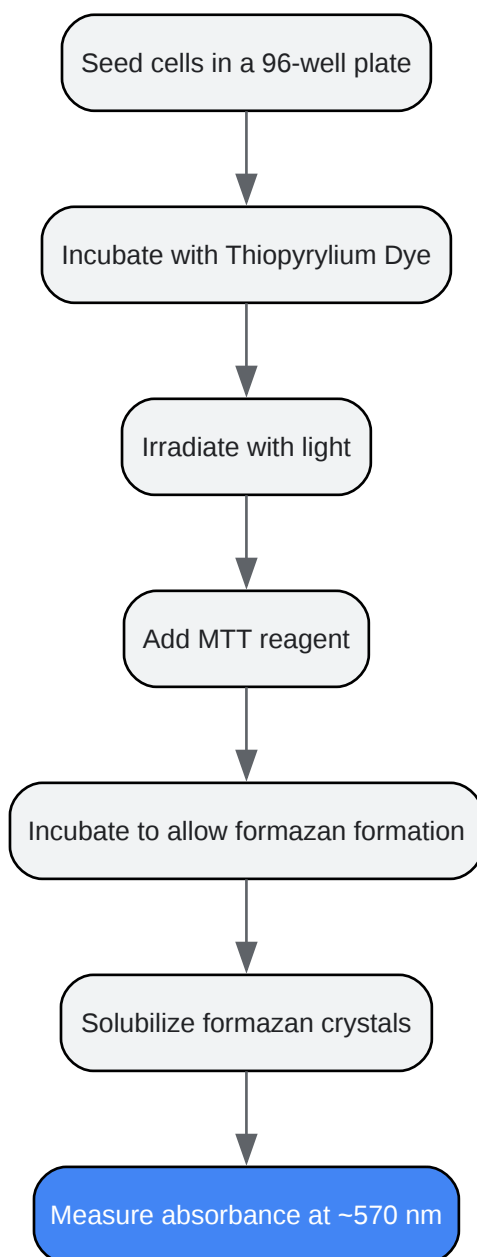 Seed cells in a 96-well plate
Incubate with Thiopyrylium Dye
Irradiate with light
Add MTT reagent
Incubate to allow formazan formation
Solubilize formazan crystals
Measure absorbance at ~570 nm